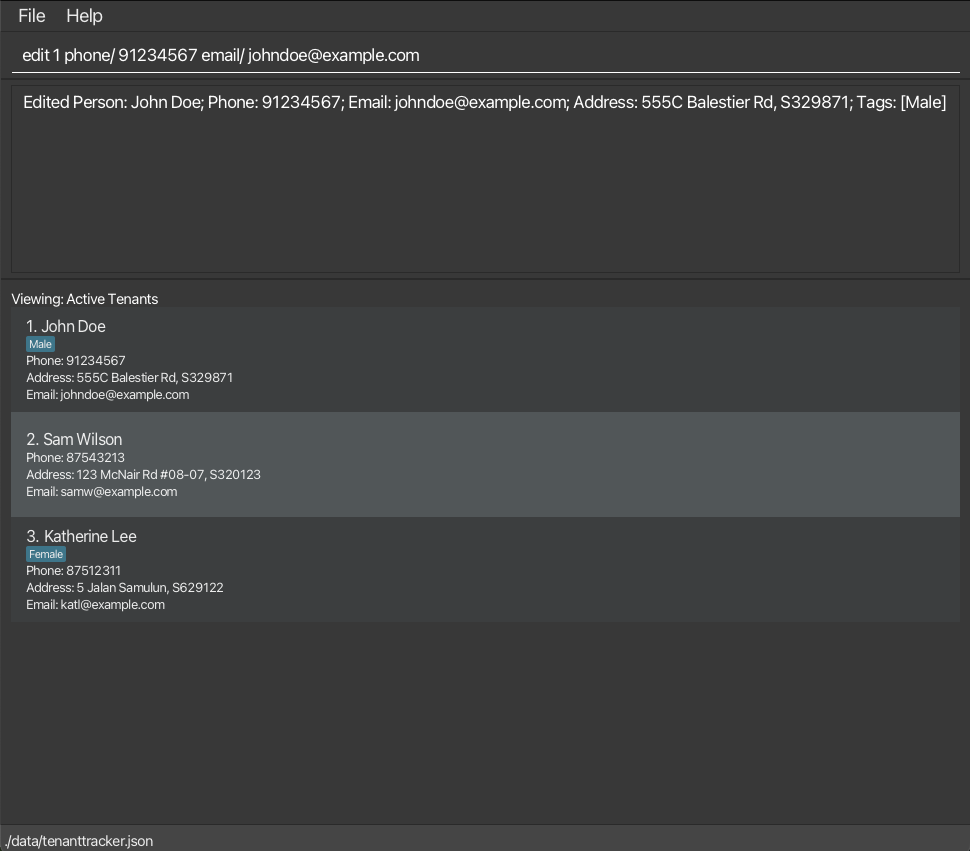 File Help
edit 1 phone/ 91234567 email/ johndoe@example.com
Edited Person: John Doe; Phone: 91234567; Email: johndoe@example.com; Address: 555C Balestier Rd, S329871; Tags: [Male]
Viewing: Active Tenants
1. John Doe
Male
Phone: 91234567
Address: 555C Balestier Rd, S329871
Email: johndoe@example.com
2. Sam Wilson
Phone: 87543213
Address: 123 McNair Rd #08-07, S320123
Email: samw@example.com
3. Katherine Lee
Female
Phone: 87512311
Address: 5 Jalan Samulun, S629122
Email: katl@example.com
./data/tenanttracker.json